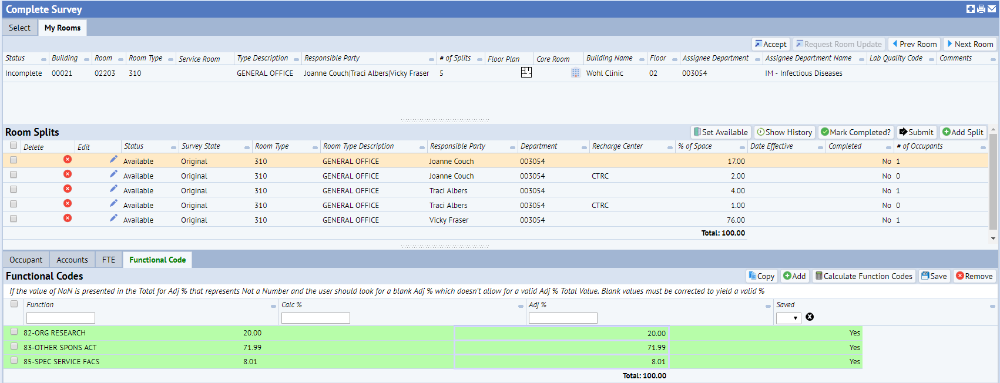 Complete Survey
Select My Rooms
Accept Request Room Update Prev Room Next Room
Status Building Room Room Type Service Room Type Description Responsible Party # of Splits Floor Plan Core Room Building Name Floor Assignee Department Assignee Department Name Lab Quality Code Comments
Incomplete 00021 02203 310 GENERAL OFFICE Joanne Couch|Traci Albers|Vicky Fraser 5 Wohl Clinic 02 003054 IM - Infectious Diseases
Room Splits Set Available Show History Mark Completed? Submit Add Split
Delete Edit Status Survey State Room Type Room Type Description Responsible Party Department Recharge Center % of Space Date Effective Completed # of Occupants
Available Original 310 GENERAL OFFICE Joanne Couch 003054 17.00 No 1
Available Original 310 GENERAL OFFICE Joanne Couch 003054 CTRC 2.00 No 0
Available Original 310 GENERAL OFFICE Traci Albers 003054 4.00 No 1
Available Original 310 GENERAL OFFICE Traci Albers 003054 CTRC 1.00 No 0
Available Original 310 GENERAL OFFICE Vicky Fraser 003054 76.00 No 1
Total: 100.00
Occupant Accounts FTE Functional Code
Functional Codes Copy Add Calculate Function Codes Save Remove
If the value of NaN is presented in the Total for Adj % that represents Not a Number and the user should look for a blank Adj % which doesn't allow for a valid Adj % Total Value. Blank values must be corrected to yield a valid %
Function Calc % Adj % Saved
82-ORG RESEARCH 20.00 20.00 Yes
83-OTHER SPONS ACT 71.99 71.99 Yes
85-SPEC SERVICE FACS 8.01 8.01 Yes
Total: 100.00